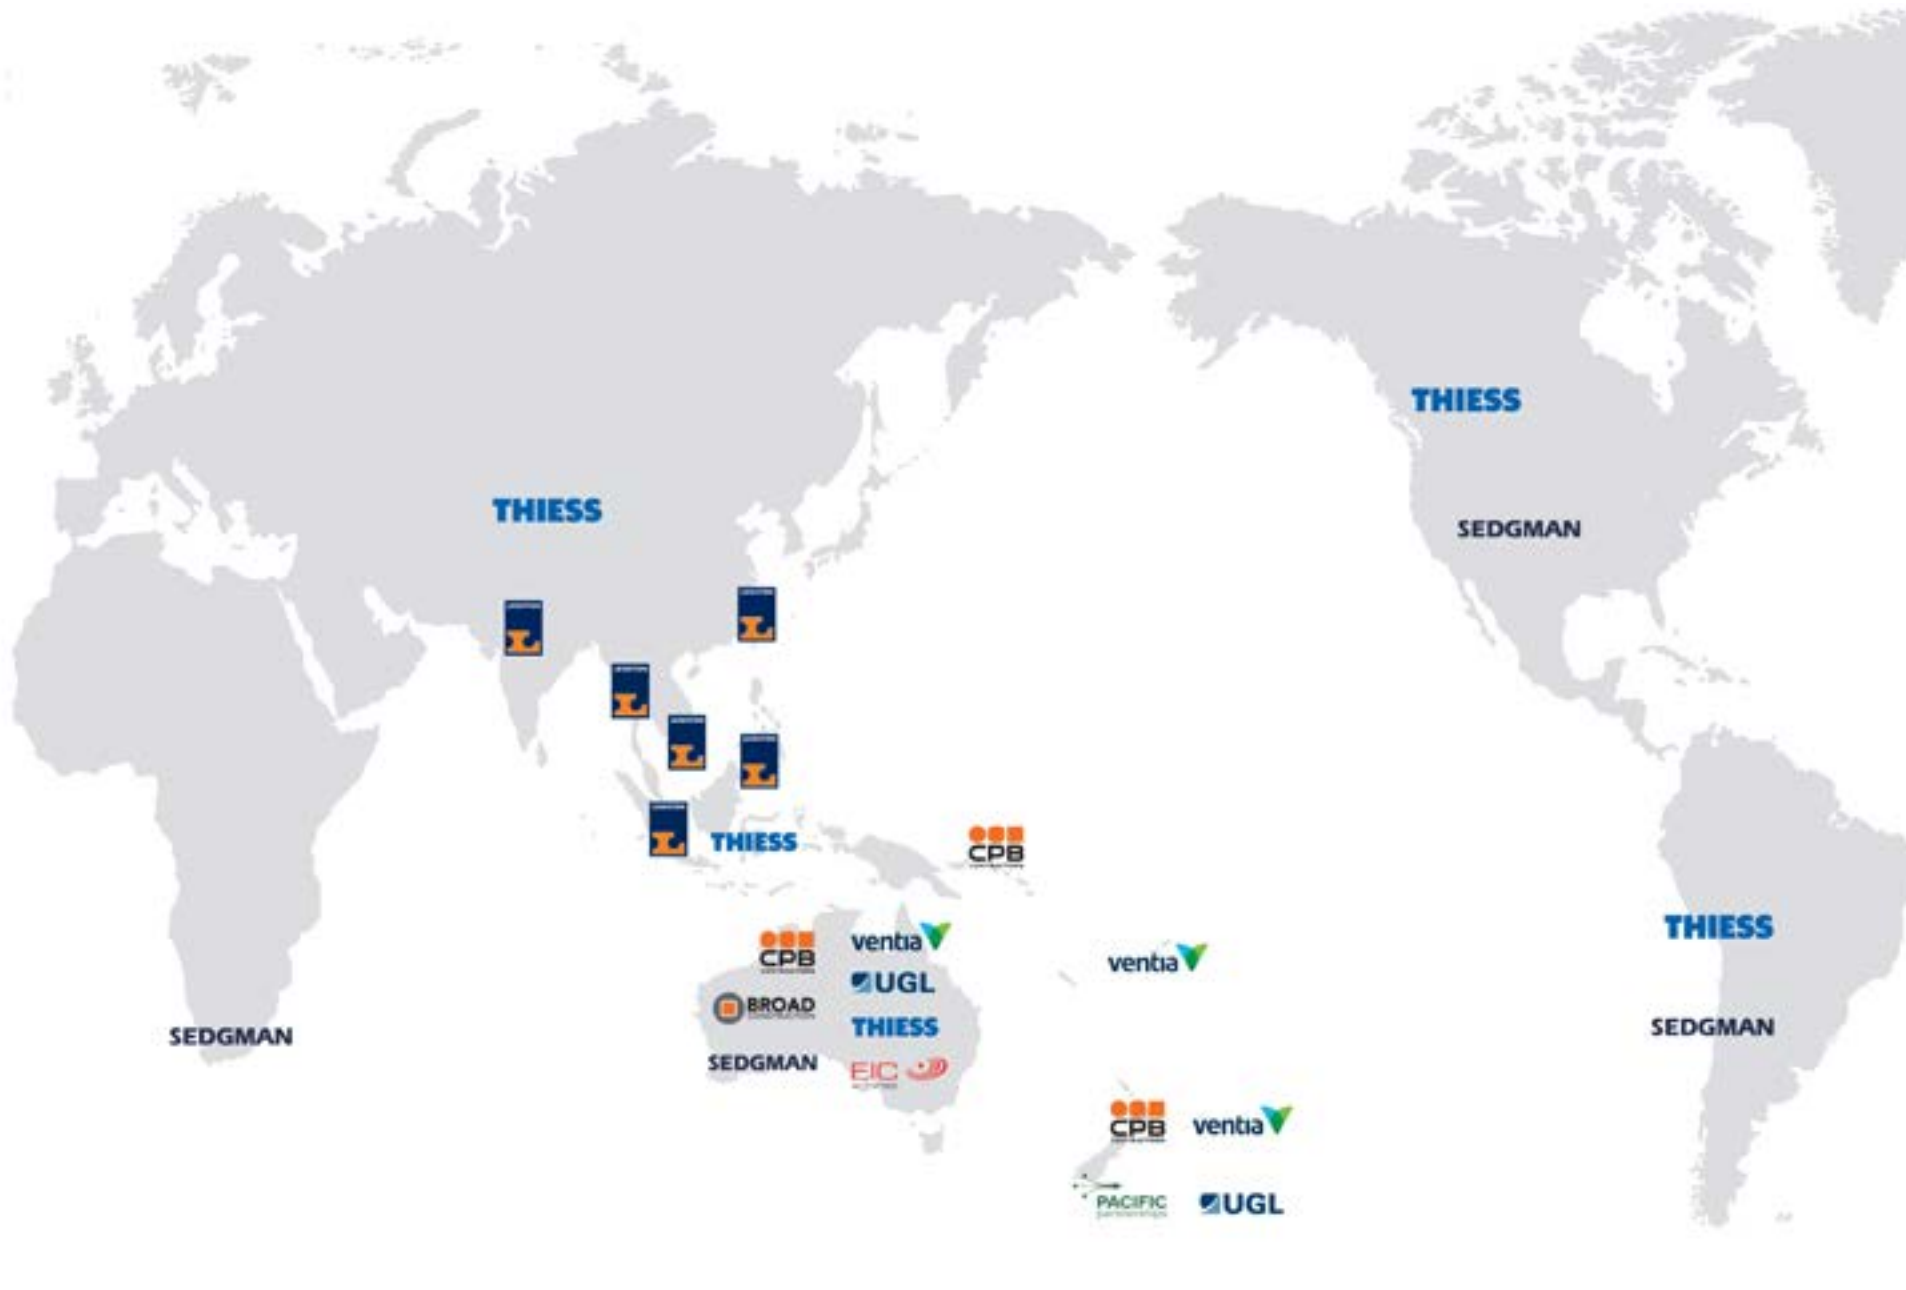 THIESS
THIESS
SEDGMAN
THIESS
CPB
CPB
ventia
UGL
BROAD
THIESS
SEDGMAN
EIC
ventia
THIESS
SEDGMAN
SEDGMAN
CPB
ventia
PACIFIC
partnerships
UGL